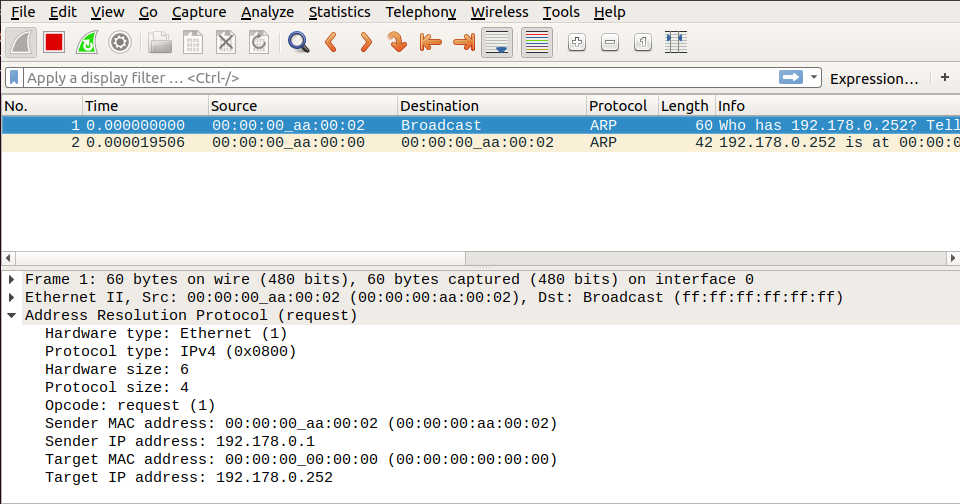 File Edit View Go Capture Analyze Statistics Telephony Wireless Tools Help
Apply a display filter … <Ctrl-/> Expression… +
No. Time Source Destination Protocol Length Info
1 0.000000000 00:00:00_aa:00:02 Broadcast ARP 60 Who has 192.178.0.252? Tell
2 0.000019506 00:00:00_aa:00:00 00:00:00_aa:00:02 ARP 42 192.178.0.252 is at 00:00:0
Frame 1: 60 bytes on wire (480 bits), 60 bytes captured (480 bits) on interface 0
Ethernet II, Src: 00:00:00_aa:00:02 (00:00:00:aa:00:02), Dst: Broadcast (ff:ff:ff:ff:ff:ff)
Address Resolution Protocol (request)
Hardware type: Ethernet (1)
Protocol type: IPv4 (0x0800)
Hardware size: 6
Protocol size: 4
Opcode: request (1)
Sender MAC address: 00:00:00_aa:00:02 (00:00:00:aa:00:02)
Sender IP address: 192.178.0.1
Target MAC address: 00:00:00_00:00:00 (00:00:00:00:00:00)
Target IP address: 192.178.0.252